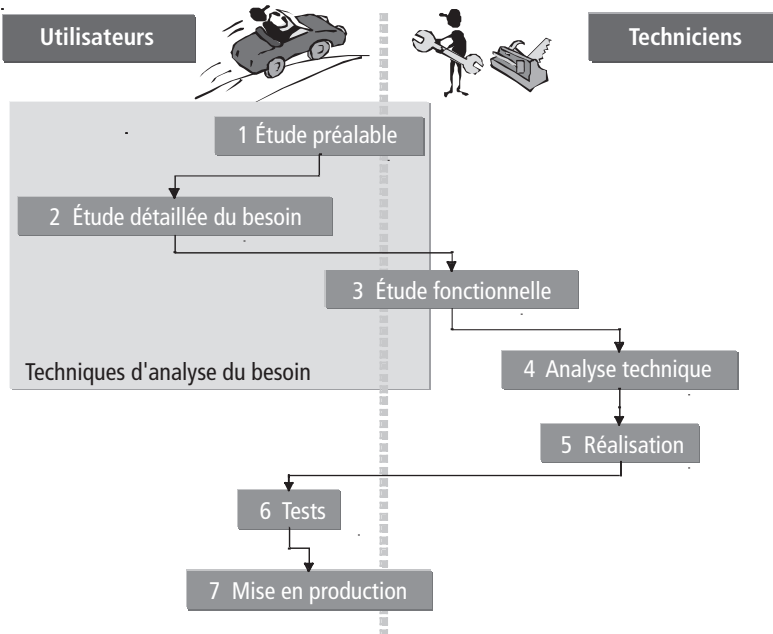 Utilisateurs
Techniciens
1 Étude préalable
2 Étude détaillée du besoin
3 Étude fonctionnelle
Techniques d'analyse du besoin
4 Analyse technique
5 Réalisation
6 Tests
7 Mise en production